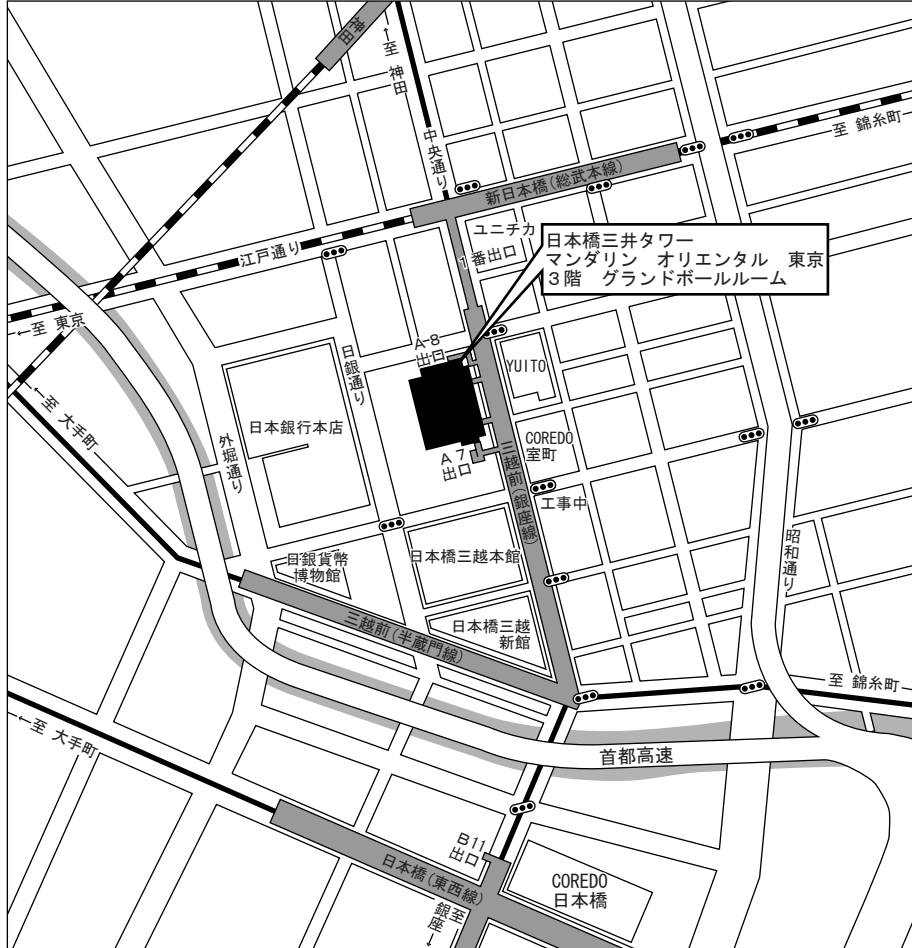 神田
←至 神田
中央通り
至 錦糸町→
新日本橋(総武本線)
ユニチカ
1番出口
日本橋三井タワー
マンダリン オリエンタル 東京
3階 グランドボールルーム
江戸通り
←至 東京
A-8
出口
YUITO
日銀通り
←至 大手町
日本銀行本店
外堀通り
A7
出口
COREDO
室町
三越前(銀座線)
工事中
昭和通り
日銀貨幣
博物館
日本橋三越本館
日本橋三越
新館
三越前(半蔵門線)
至 錦糸町→
←至 大手町
首都高速
B11
出口
日本橋(東西線)
COREDO
日本橋
至
銀座→